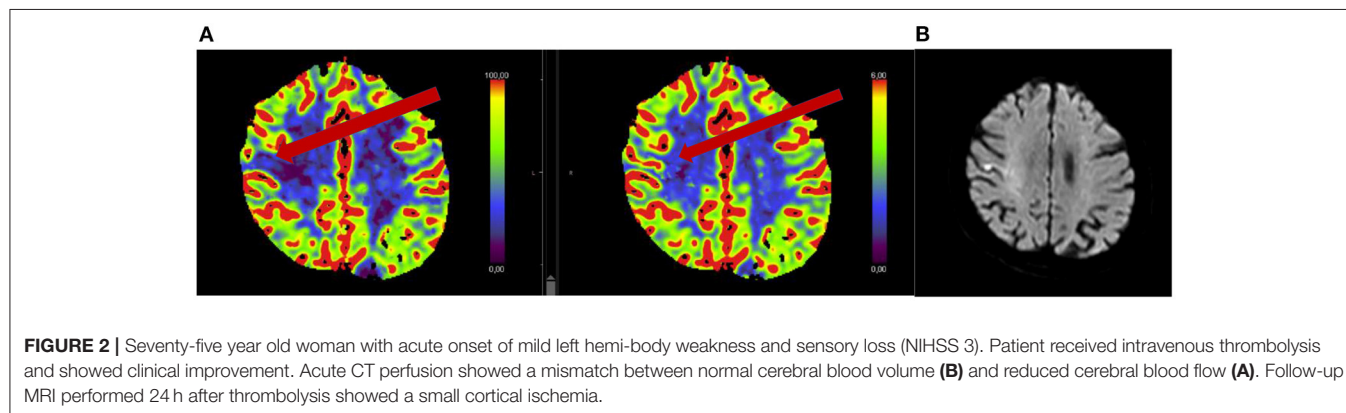 A
B
100,00
6,00
L
R
0,00
0,00
FIGURE 2 | Seventy-five year old woman with acute onset of mild left hemi-body weakness and sensory loss (NIHSS 3). Patient received intravenous thrombolysis
and showed clinical improvement. Acute CT perfusion showed a mismatch between normal cerebral blood volume (B) and reduced cerebral blood flow (A). Follow-up
MRI performed 24 h after thrombolysis showed a small cortical ischemia.